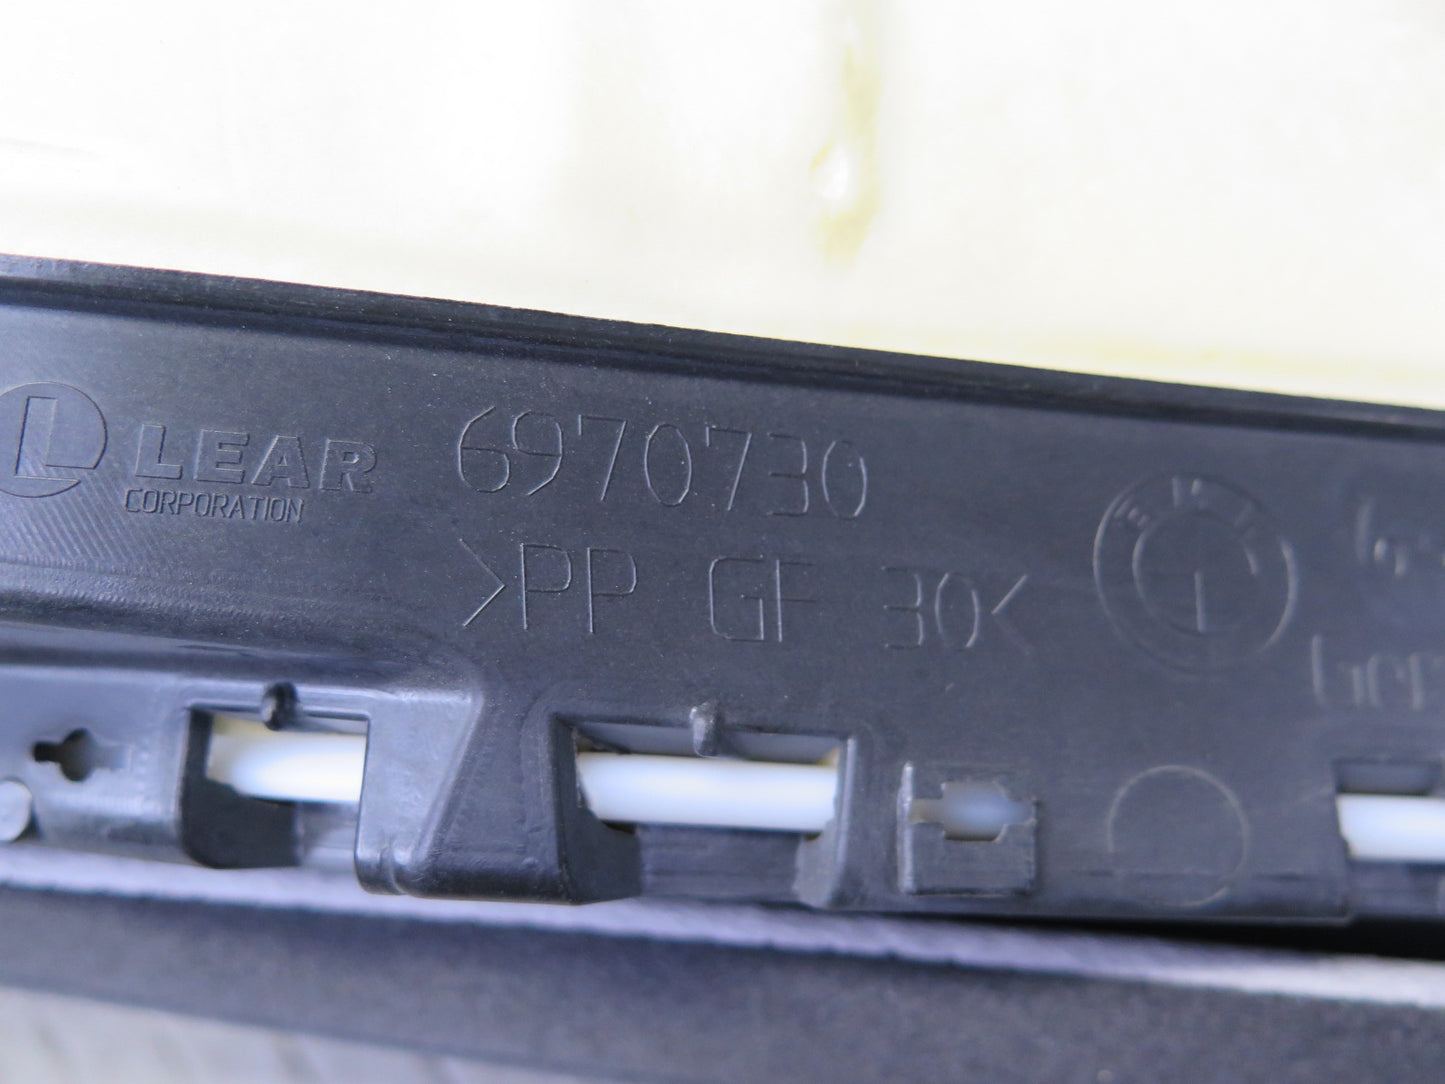 L LEAR
CORPORATION
6970730
>PP GF 30<